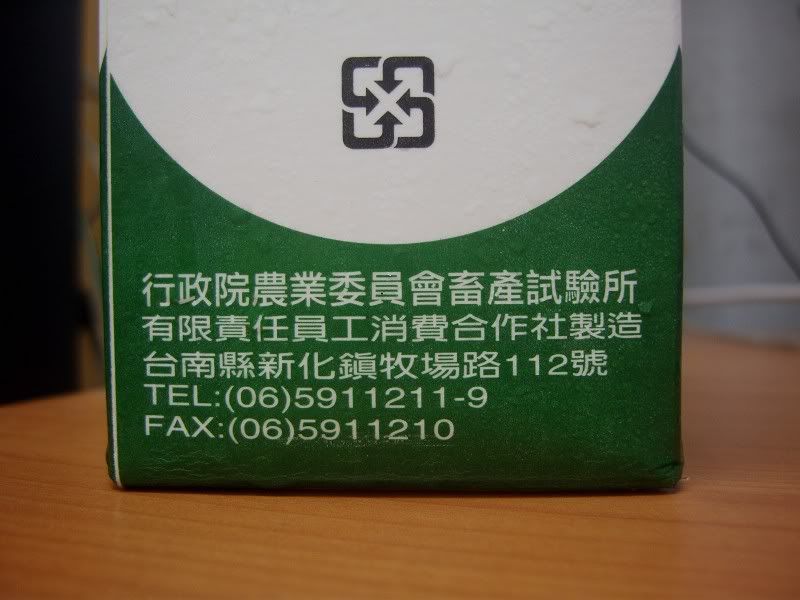 行政院農業委員會畜產試驗所
有限責任員工消費合作社製造
台南縣新化鎮牧場路112號
TEL:(06)5911211-9
FAX:(06)5911210